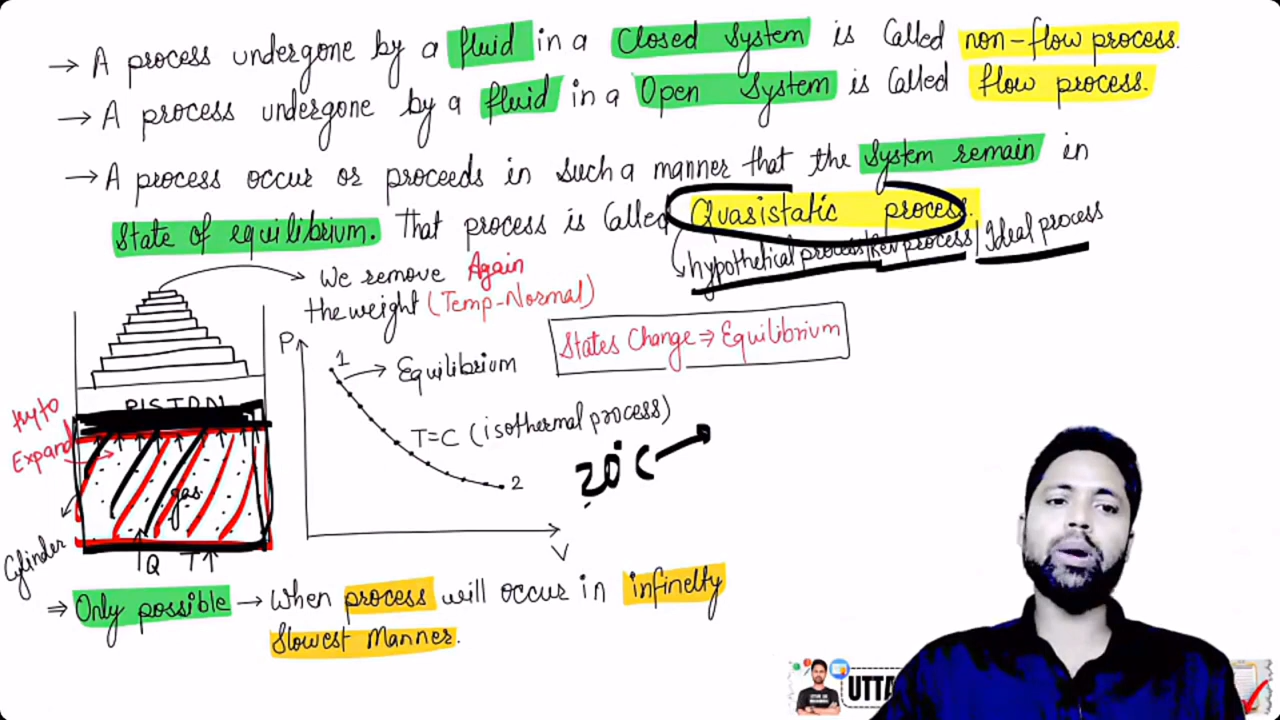 → A process undergone by a fluid in a Closed System is Called non-flow process.
→ A process undergone by a fluid in a Open System is Called flow process.
→ A process occur or proceeds in such a manner that the System remain in
State of equilibrium. That process is Called Quasistatic process.
hypothetical process/Rev process/Ideal process
We remove Again
the weight (Temp-Normal)
States Change ⇒ Equilibrium
P
1
Equilibrium
T=C (isothermal process)
20°C
2
V
PISTON
try to
Expand
gas
Cylinder
Q T↑
⇒ Only possible → When process will occur in infinelty
Slowest Manner.
UTTA